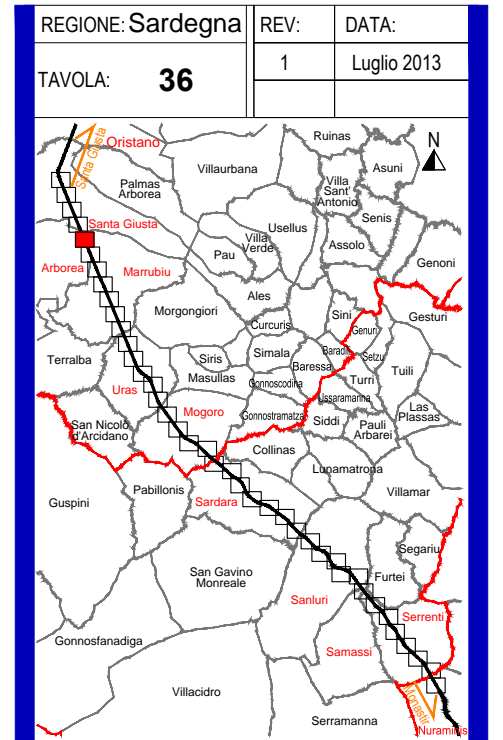 REGIONE: Sardegna
REV:
DATA:
TAVOLA: 36
1
Luglio 2013
N
Oristano
Santa Giusta
Ruinas
Villaurbana
Asuni
Palmas
Arborea
Villa
Sant'
Antonio
Senis
Santa Giusta
Usellus
Villa
Verde
Assolo
Pau
Genoni
Arborea
Marrubiu
Ales
Morgongiori
Curcuris
Sini
Gesturi
Genuri
Terralba
Siris
Simala
Baradili
Setzu
Baressa
Tuili
Masullas
Uras
Gonnoscodina
Turri
Ussaramanna
Mogoro
Gonnostramatza
Siddi
Las
Plassas
San Nicolò
d'Arcidano
Pauli
Arbarei
Collinas
Lunamatrona
Pabillonis
Villamar
Guspini
Sardara
Segariu
San Gavino
Monreale
Furtei
Sanluri
Serrenti
Gonnosfanadiga
Samassi
Villacidro
Monastir
Serramanna
Nuraminis